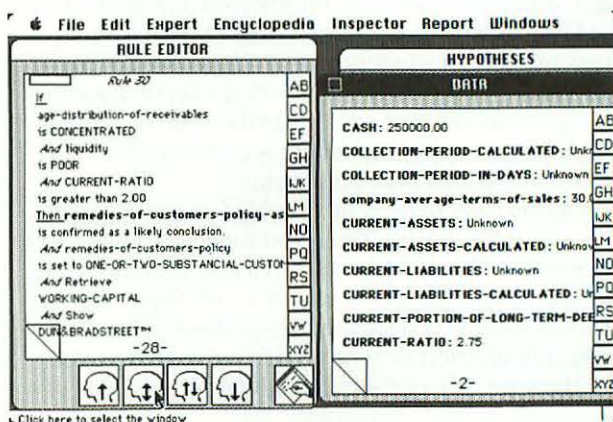 File Edit Expert Encyclopedia Inspector Report Windows
RULE EDITOR
Rule 30
If
age-distribution-of-receivables
is CONCENTRATED
And liquidity
is POOR
And CURRENT-RATIO
is greater than 2.00
Then remedies-of-customers-policy-as
is confirmed as a likely conclusion.
And remedies-of-customers-policy
is set to ONE-OR-TWO-SUBSTANCIAL-CUSTOM
And Retrieve
WORKING-CAPITAL
And Show
DUN&BRADSTREET™
-28-
AB
CD
EF
GH
IJK
LM
NO
PQ
RS
TU
VW
XYZ
HYPOTHESES
DATA
CASH: 250000.00
COLLECTION-PERIOD-CALCULATED: Unkn
COLLECTION-PERIOD-IN-DAYS: Unknown
company-average-terms-of-sales: 30.0
CURRENT-ASSETS: Unknown
CURRENT-ASSETS-CALCULATED: Unknow
CURRENT-LIABILITIES: Unknown
CURRENT-LIABILITIES-CALCULATED: Un
CURRENT-PORTION-OF-LONG-TERM-DEB
CURRENT-RATIO: 2.75
-2-
AB
CD
EF
GH
IJK
LM
NO
PQ
RS
TU
VW
XYZ
Click here to select the window